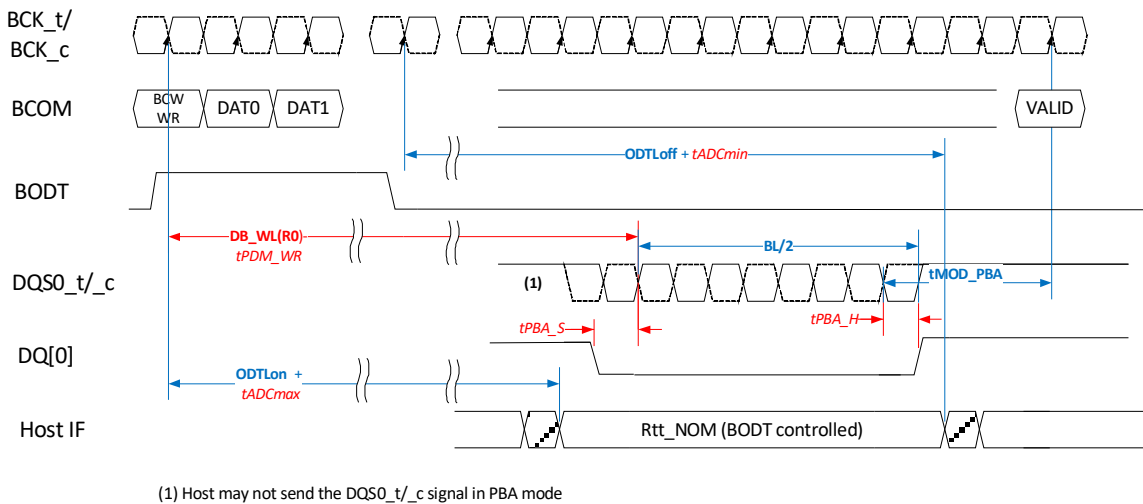 BCK_t/
BCK_c
BCOM
BCW
WR
DAT0
DAT1
VALID
ODTLoff + tADCmin
BODT
DB_WL(R0)
tPDM_WR
BL/2
DQS0_t/_c
(1)
tMOD_PBA
tPBA_S
tPBA_H
DQ[0]
ODTLon +
tADCmax
Host IF
Rtt_NOM (BODT controlled)
(1) Host may not send the DQS0_t/_c signal in PBA mode